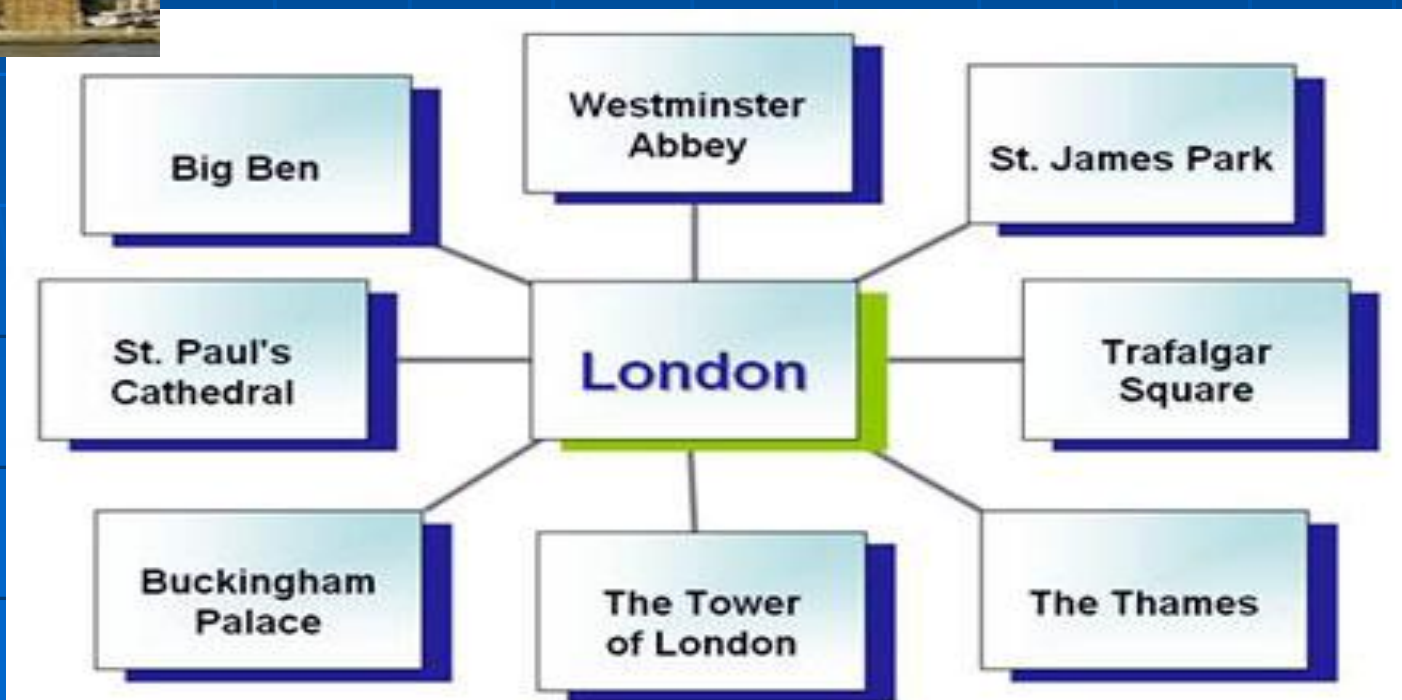 Westminster
Abbey
Big Ben
St. James Park
St. Paul's
Cathedral
London
Trafalgar
Square
Buckingham
Palace
The Tower
of London
The Thames